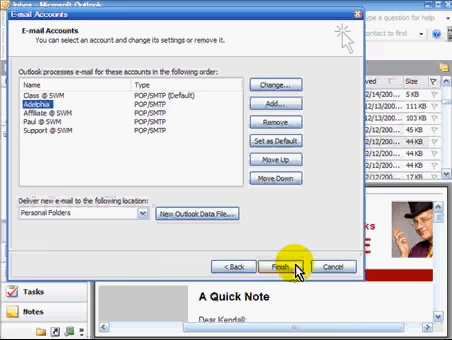 Inbox - Microsoft Outlook
E-mail Accounts
Type a question for help
E-mail Accounts
You can select an account and change its settings or remove it.
Outlook processes e-mail for these accounts in the following order:
Name Type
Class @ SWM POP/SMTP (Default)
Adelphia POP/SMTP
Affiliate @ SWM POP/SMTP
Paul @ SWM POP/SMTP
Support @ SWM POP/SMTP
Change...
Add...
Remove
Set as Default
Move Up
Move Down
Deliver new e-mail to the following location:
Personal Folders
New Outlook Data File...
< Back
Finish
Cancel
Size
5 KB
111 KB
103 KB
45 KB
44 KB
44 KB
44 KB
Tasks
Notes
A Quick Note
Dear Kendall: